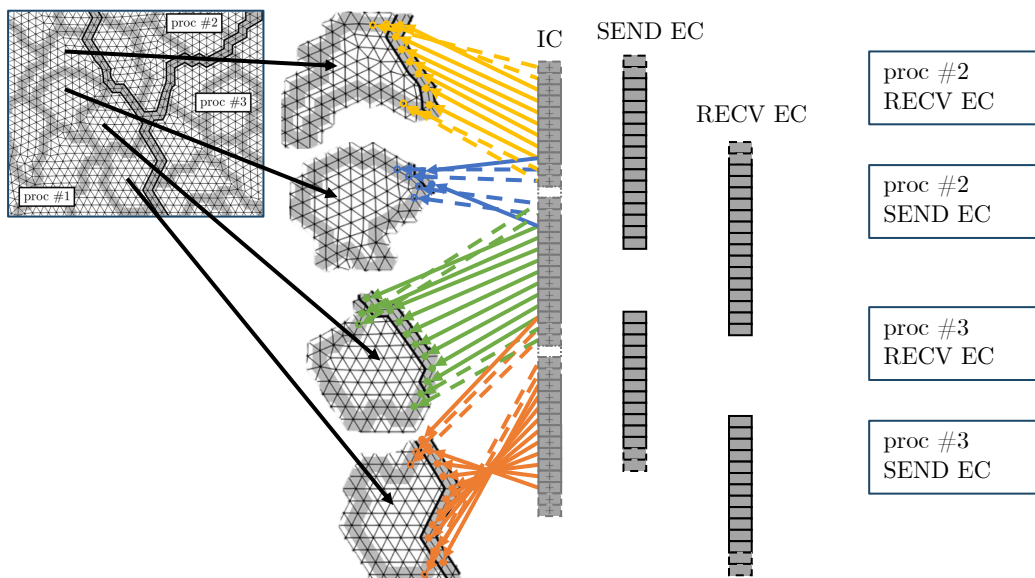 proc #2
proc #3
proc #1
IC
SEND EC
RECV EC
proc #2
RECV EC
proc #2
SEND EC
proc #3
RECV EC
proc #3
SEND EC